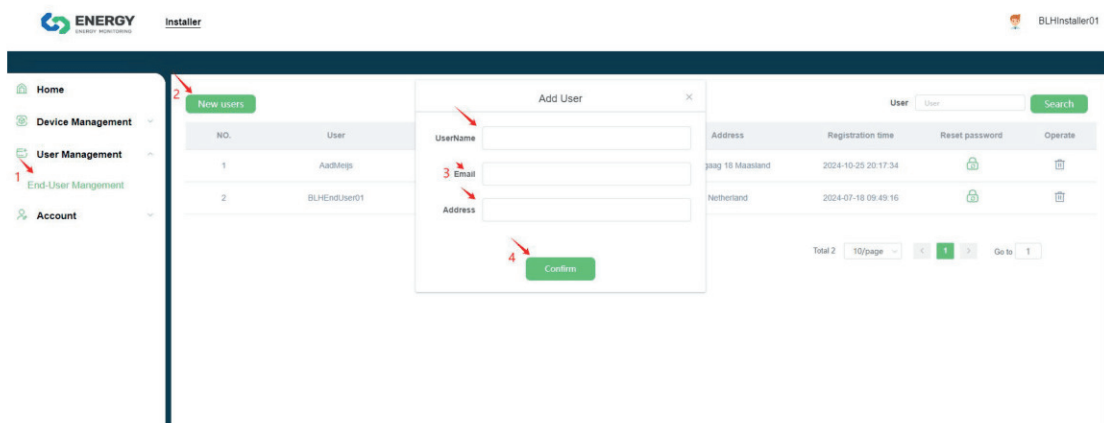 ENERGY
ENERGY MONITORING
Installer
BLHInstaller01
Home
Device Management
User Management
1
End-User Mangement
Account
2
New users
User
User
Search
NO.
User
Address
Registration time
Reset password
Operate
1
AadMeijs
18 Maasland
2024-10-25 20:17:34
2
BLHEndUser01
Netherland
2024-07-18 09:49:16
Add User
UserName
3 Email
Address
4
Confirm
Total 2 10/page < 1 > Go to 1